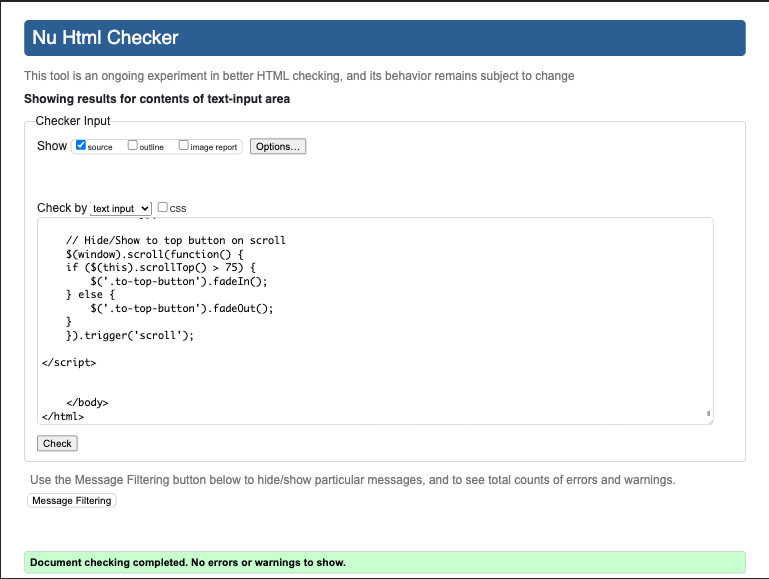 Nu Html Checker
This tool is an ongoing experiment in better HTML checking, and its behavior remains subject to change
Showing results for contents of text-input area
Checker Input
Show source outline image report Options...
Check by text input css
// Hide/Show to top button on scroll
$(window).scroll(function() {
if ($(this).scrollTop() > 75) {
$('.to-top-button').fadeIn();
} else {
$('.to-top-button').fadeOut();
}
}).trigger('scroll');
</script>
</body>
</html>
Check
Use the Message Filtering button below to hide/show particular messages, and to see total counts of errors and warnings.
Message Filtering
Document checking completed. No errors or warnings to show.